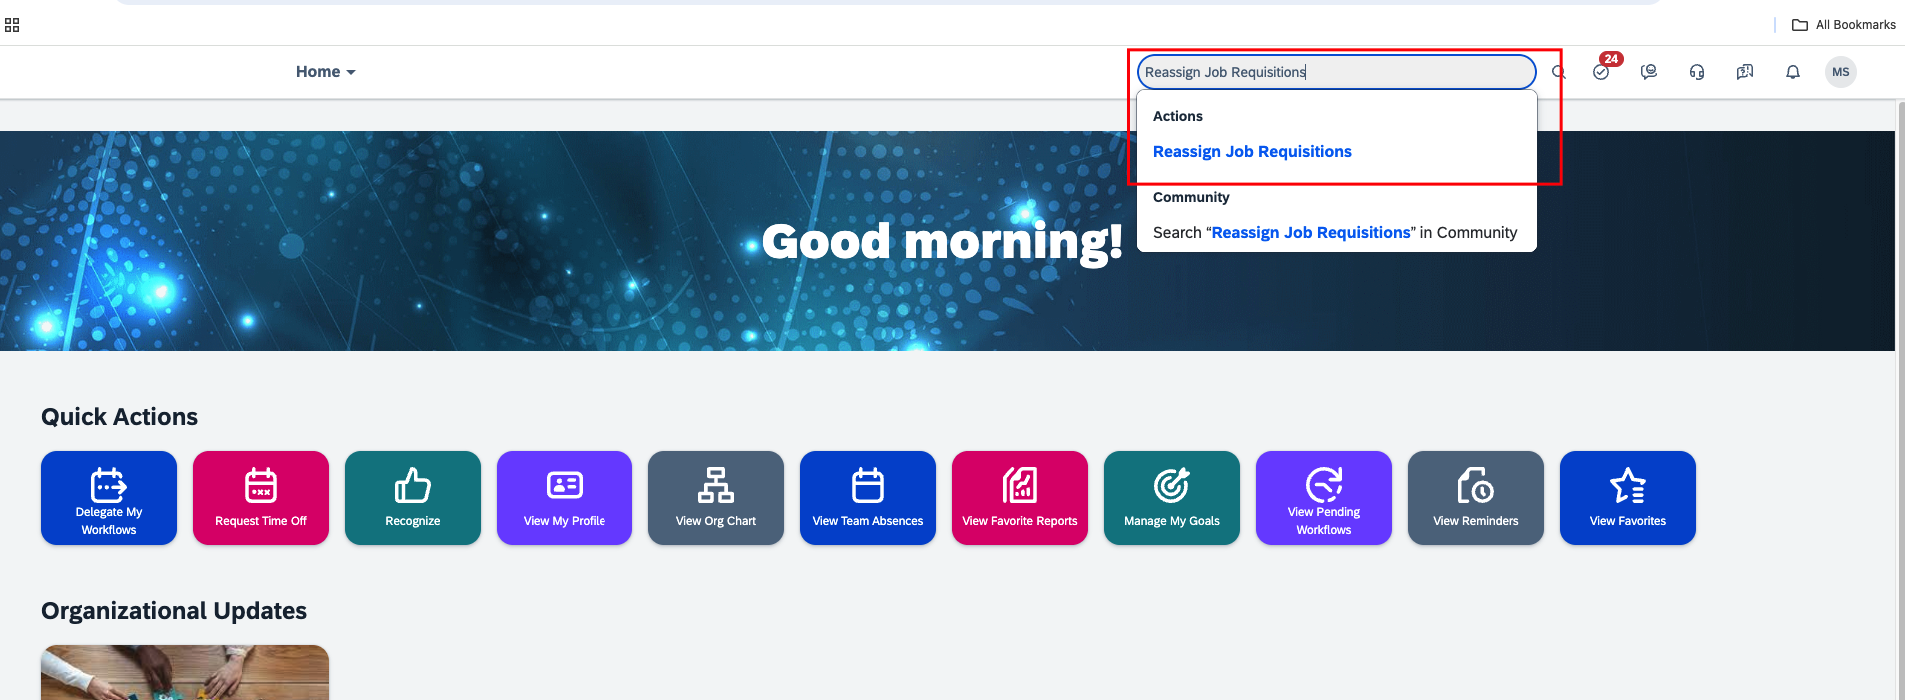 All Bookmarks
Home
Reassign Job Requisitions
24
MS
Actions
Reassign Job Requisitions
Community
Search “Reassign Job Requisitions” in Community
Good morning!
Quick Actions
Delegate My
Workflows
Request Time Off
Recognize
View My Profile
View Org Chart
View Team Absences
View Favorite Reports
Manage My Goals
View Pending
Workflows
View Reminders
View Favorites
Organizational Updates